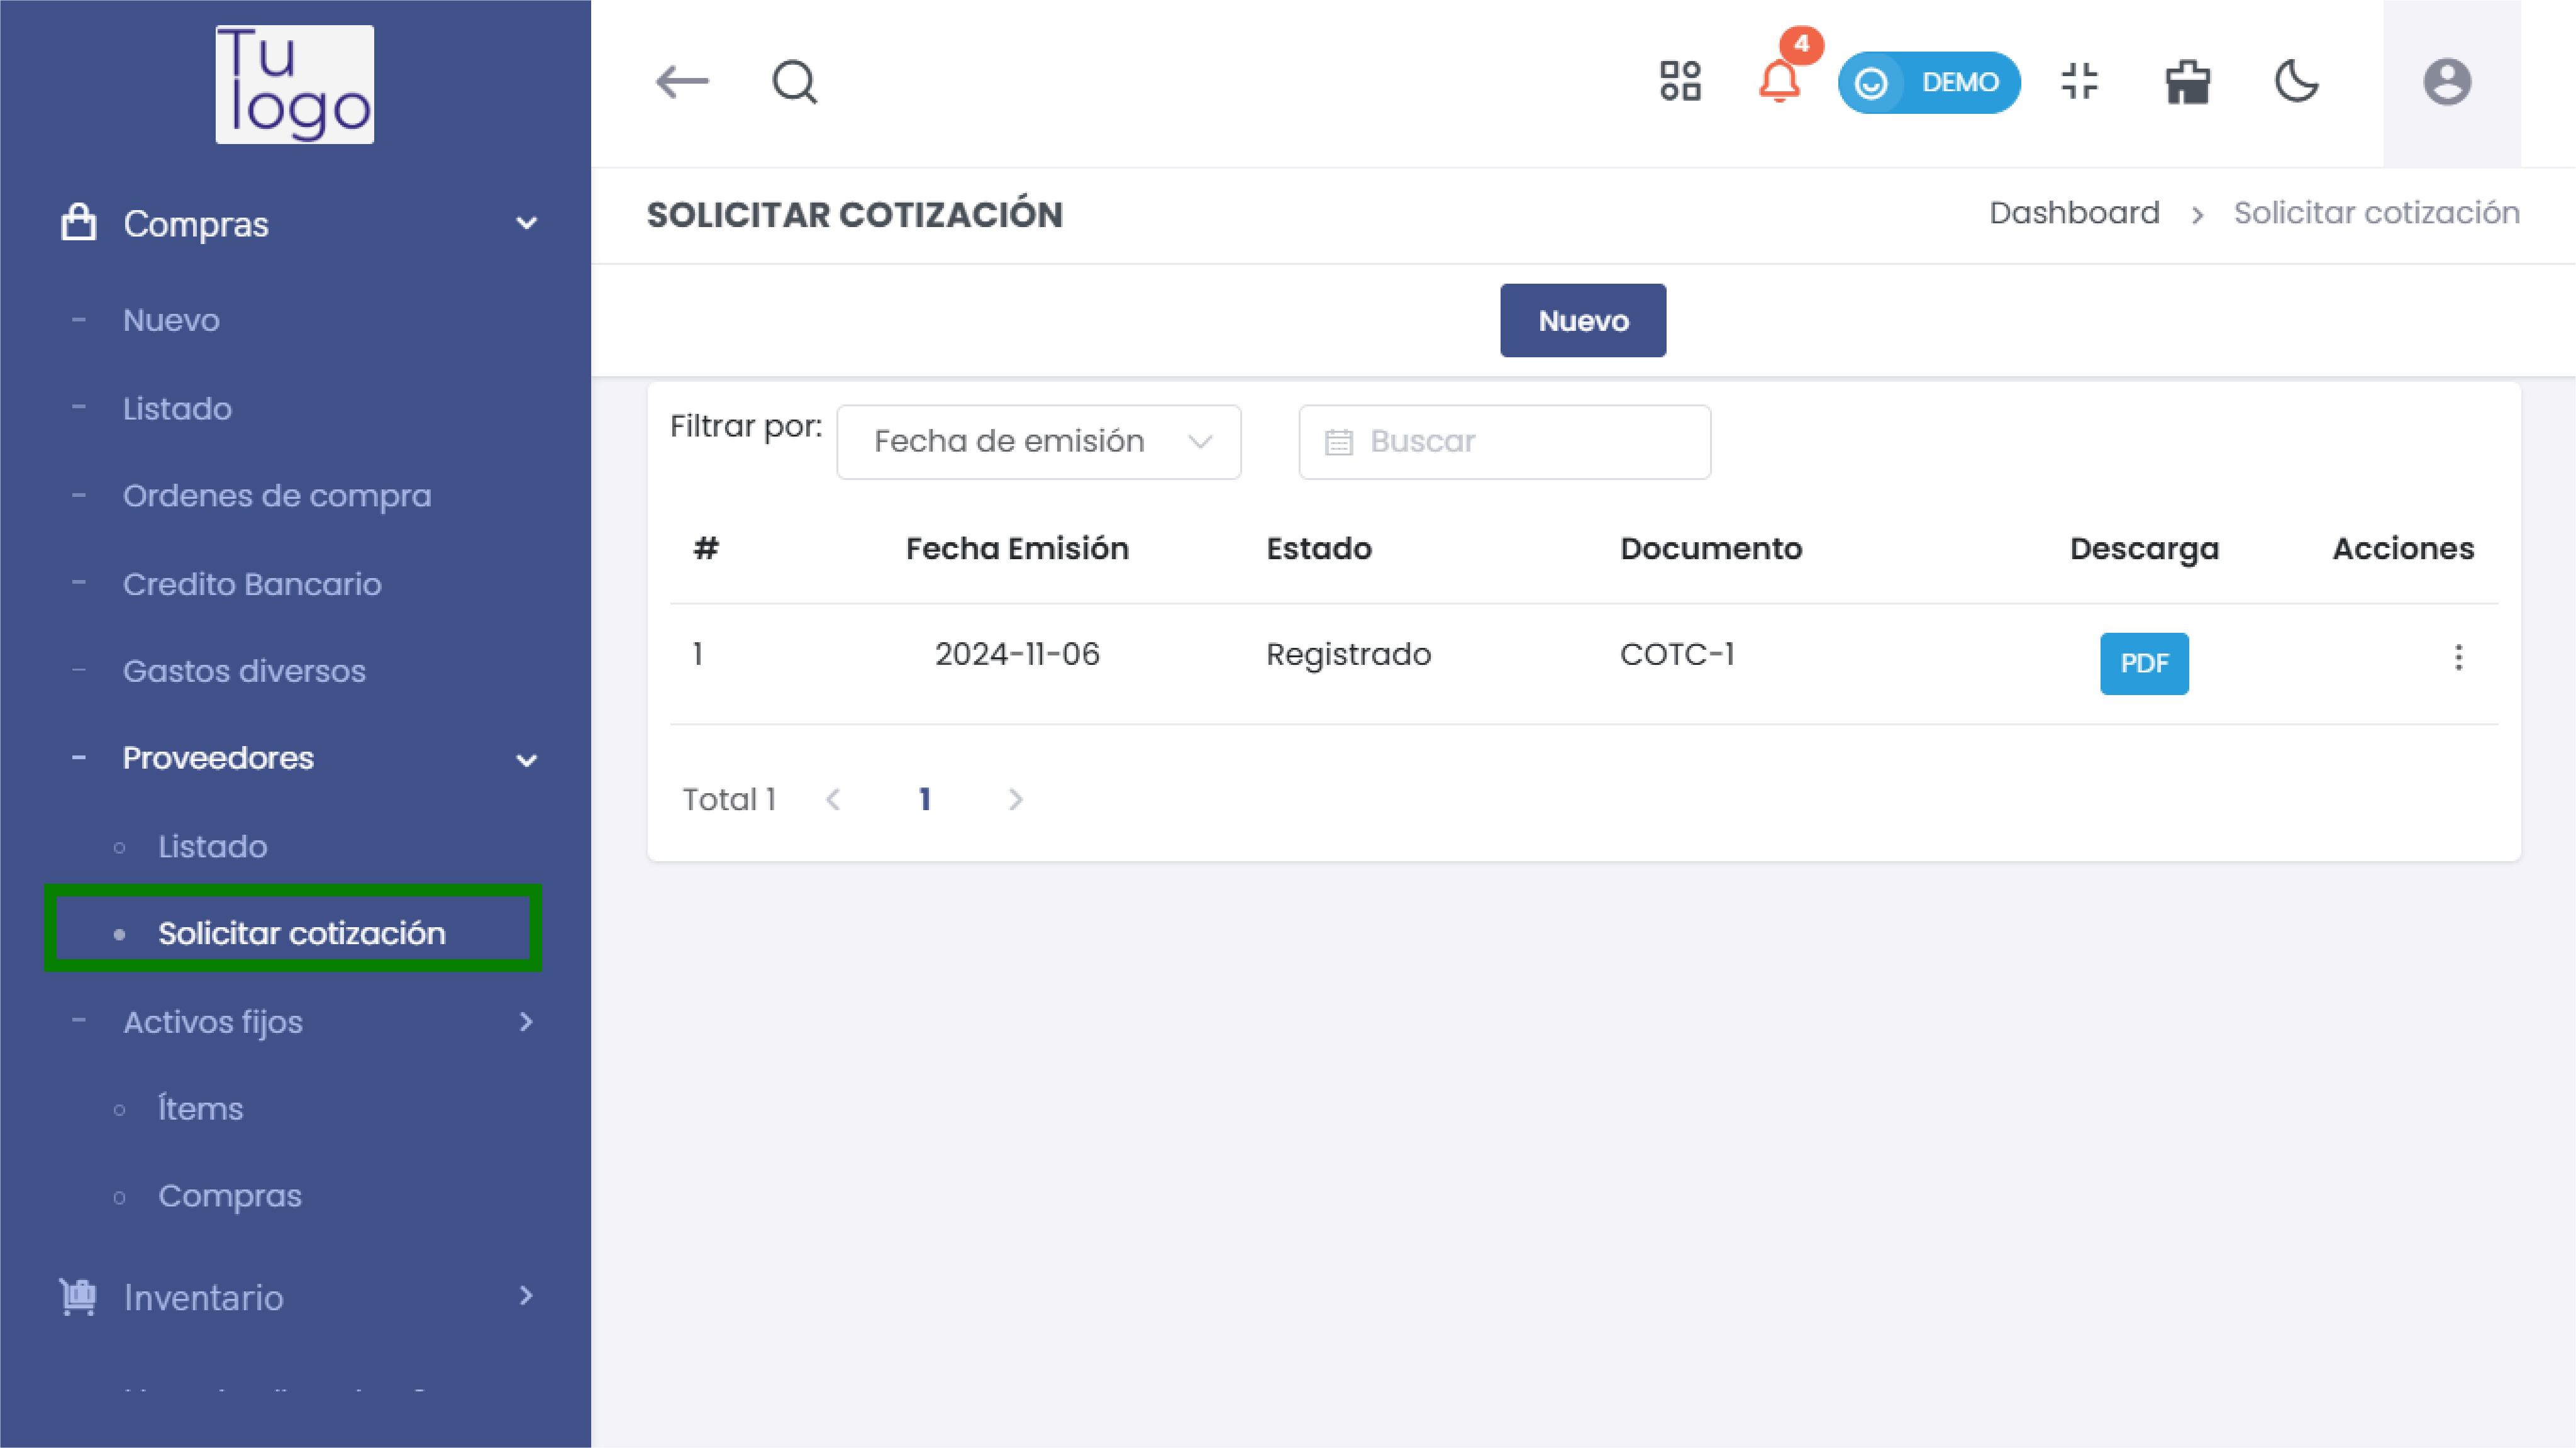 Tu
logo
Compras
Nuevo
Listado
Ordenes de compra
Credito Bancario
Gastos diversos
Proveedores
Listado
Solicitar cotización
Activos fijos
Ítems
Compras
Inventario
4
DEMO
SOLICITAR COTIZACIÓN
Dashboard > Solicitar cotización
Nuevo
Filtrar por: Fecha de emisión Buscar
# Fecha Emisión Estado Documento Descarga Acciones
1 2024-11-06 Registrado COTC-1 PDF
Total 1 < 1 >